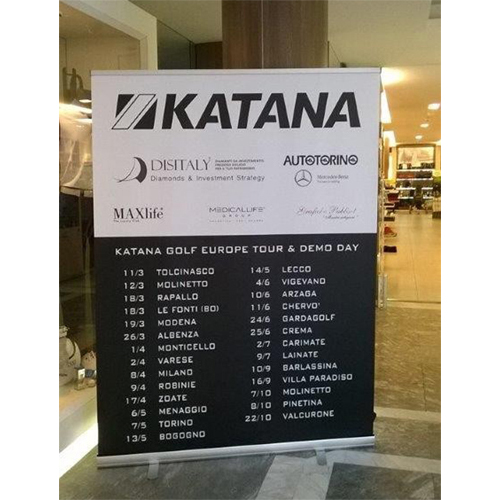 KATANA
DISITALY
Diamonds & Investment Strategy
AUTOTORINO
Mercedes-Benz
MAXlife
MEDICALLIFE
GROUP
KATANA GOLF EUROPE TOUR & DEMO DAY
11/3 TOLCINASCO
12/3 MOLINETTO
18/3 RAPALLO
18/3 LE FONTI (BO)
19/3 MODENA
26/3 ALBENZA
1/4 MONTICELLO
2/4 VARESE
8/4 MILANO
9/4 ROBINIE
17/4 ZOATE
6/5 MENAGGIO
7/5 TORINO
13/5 BOGOGNO
14/5 LECCO
4/6 VIGEVANO
10/6 ARZAGA
11/6 CHERVO'
24/6 GARDAGOLF
25/6 CREMA
2/7 CARIMATE
9/7 LAINATE
10/9 BARLASSINA
16/9 VILLA PARADISO
7/10 MOLINETTO
8/10 PINETINA
22/10 VALCURONE